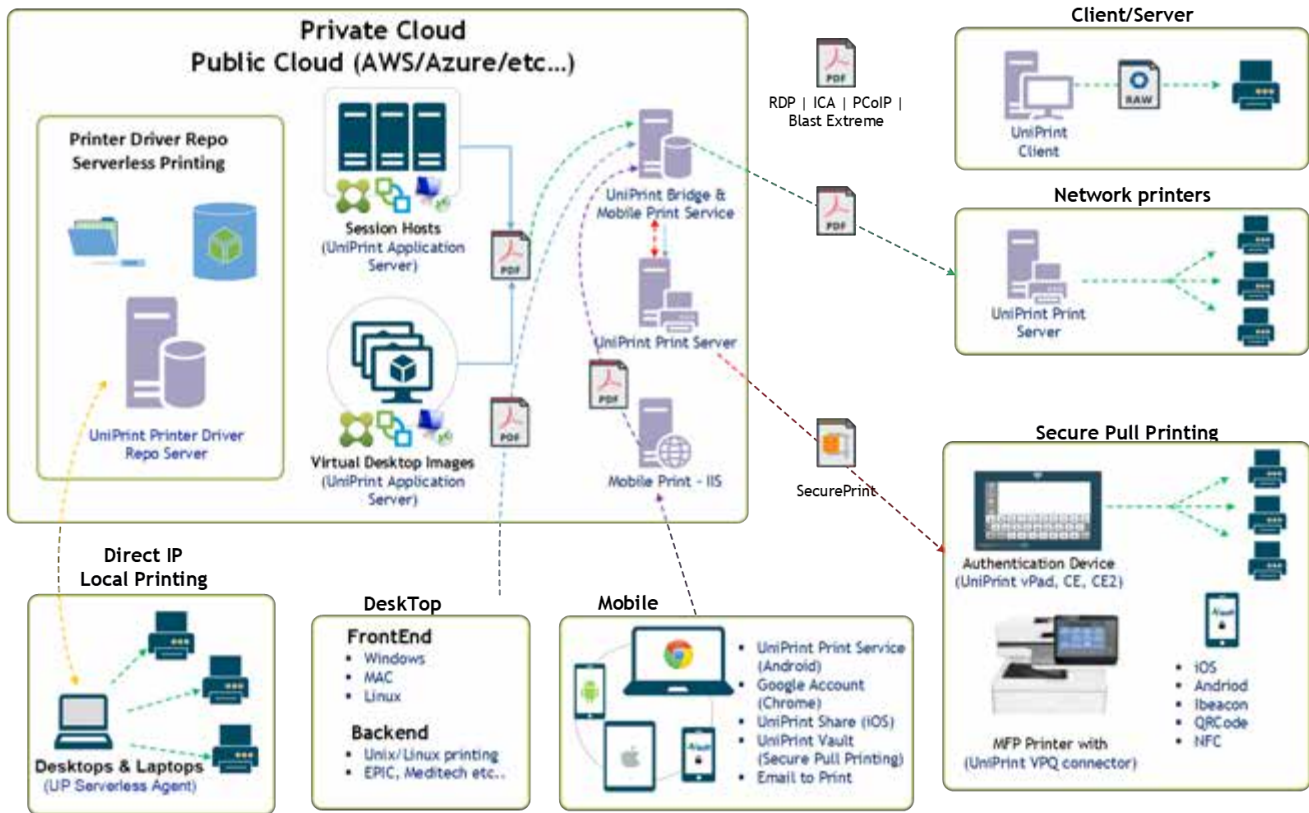 Private Cloud
Public Cloud (AWS/Azure/etc...)
Printer Driver Repo
Serverless Printing
UniPrint Printer Driver
Repo Server
Session Hosts
(UniPrint Application
Server)
PDF
Virtual Desktop Images
(UniPrint Application
Server)
PDF
UniPrint Bridge &
Mobile Print Service
UniPrint Print Server
PDF
Mobile Print - IIS
PDF
RDP | ICA | PCoIP |
Blast Extreme
PDF
SecurePrint
Client/Server
UniPrint
Client
RAW
Network printers
UniPrint Print
Server
Secure Pull Printing
Authentication Device
(UniPrint vPad, CE, CE2)
MFP Printer with
(UniPrint VPQ connector)
▪ iOS
▪ Andriod
▪ Ibeacon
▪ QRCode
▪ NFC
Direct IP
Local Printing
Desktops & Laptops
(UP Serverless Agent)
DeskTop
FrontEnd
▪ Windows
▪ MAC
▪ Linux
Backend
▪ Unix/Linux printing
▪ EPIC, Meditech etc..
Mobile
▪ UniPrint Print Service
(Android)
▪ Google Account
(Chrome)
▪ UniPrint Share (iOS)
▪ UniPrint Vault
(Secure Pull Printing)
▪ Email to Print